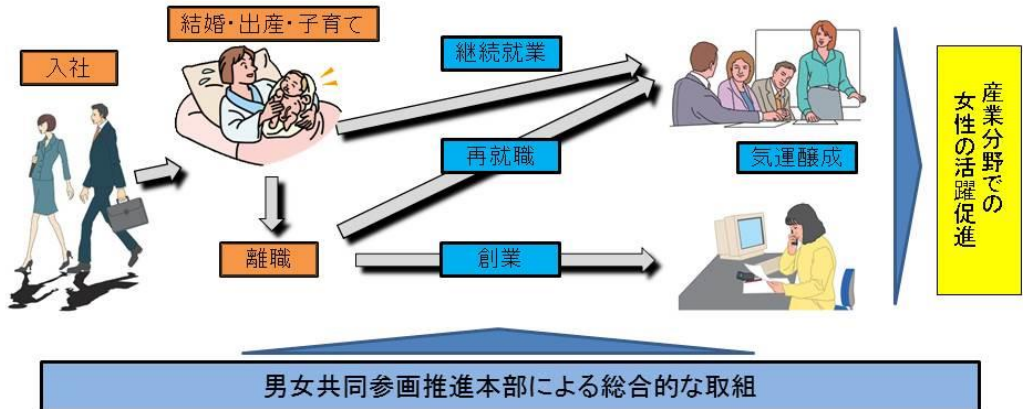 結婚・出産・子育て
入社
継続就業
再就職
気運醸成
離職
創業
産業分野での
女性の活躍促進
男女共同参画推進本部による総合的な取組